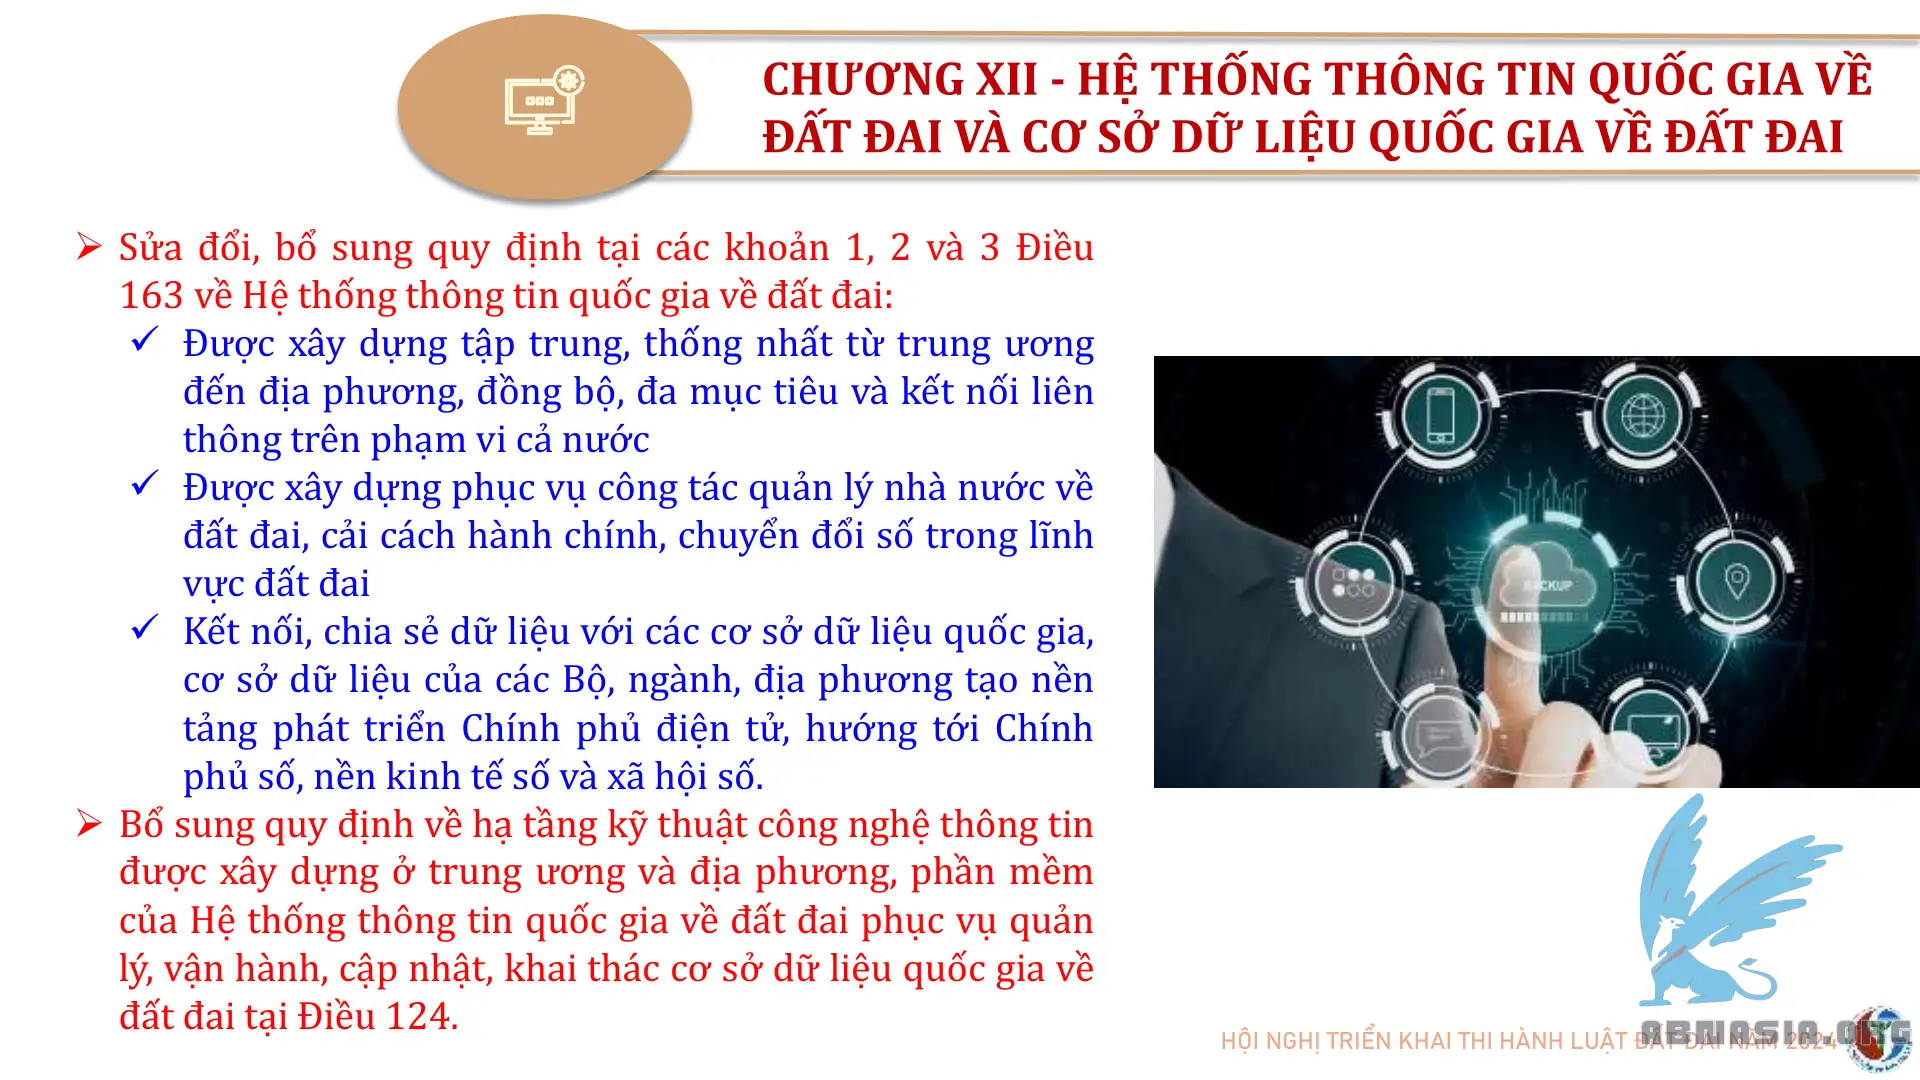 CHƯƠNG XII - HỆ THỐNG THÔNG TIN QUỐC GIA VỀ
ĐẤT ĐAI VÀ CƠ SỞ DỮ LIỆU QUỐC GIA VỀ ĐẤT ĐAI
Sửa đổi, bổ sung quy định tại các khoản 1, 2 và 3 Điều
163 về Hệ thống thông tin quốc gia về đất đai:
Được xây dựng tập trung, thống nhất từ trung ương
đến địa phương, đồng bộ, đa mục tiêu và kết nối liên
thông trên phạm vi cả nước
Được xây dựng phục vụ công tác quản lý nhà nước về
đất đai, cải cách hành chính, chuyển đổi số trong lĩnh
vực đất đai
Kết nối, chia sẻ dữ liệu với các cơ sở dữ liệu quốc gia,
cơ sở dữ liệu của các Bộ, ngành, địa phương tạo nền
tảng phát triển Chính phủ điện tử, hướng tới Chính
phủ số, nền kinh tế số và xã hội số.
Bổ sung quy định về hạ tầng kỹ thuật công nghệ thông tin
được xây dựng ở trung ương và địa phương, phần mềm
của Hệ thống thông tin quốc gia về đất đai phục vụ quản
lý, vận hành, cập nhật, khai thác cơ sở dữ liệu quốc gia về
đất đai tại Điều 124.
BACKUP
HỘI NGHỊ TRIỂN KHAI THI HÀNH LUẬT ĐẤT ĐAI NĂM 2024
ABMASIA.ORG